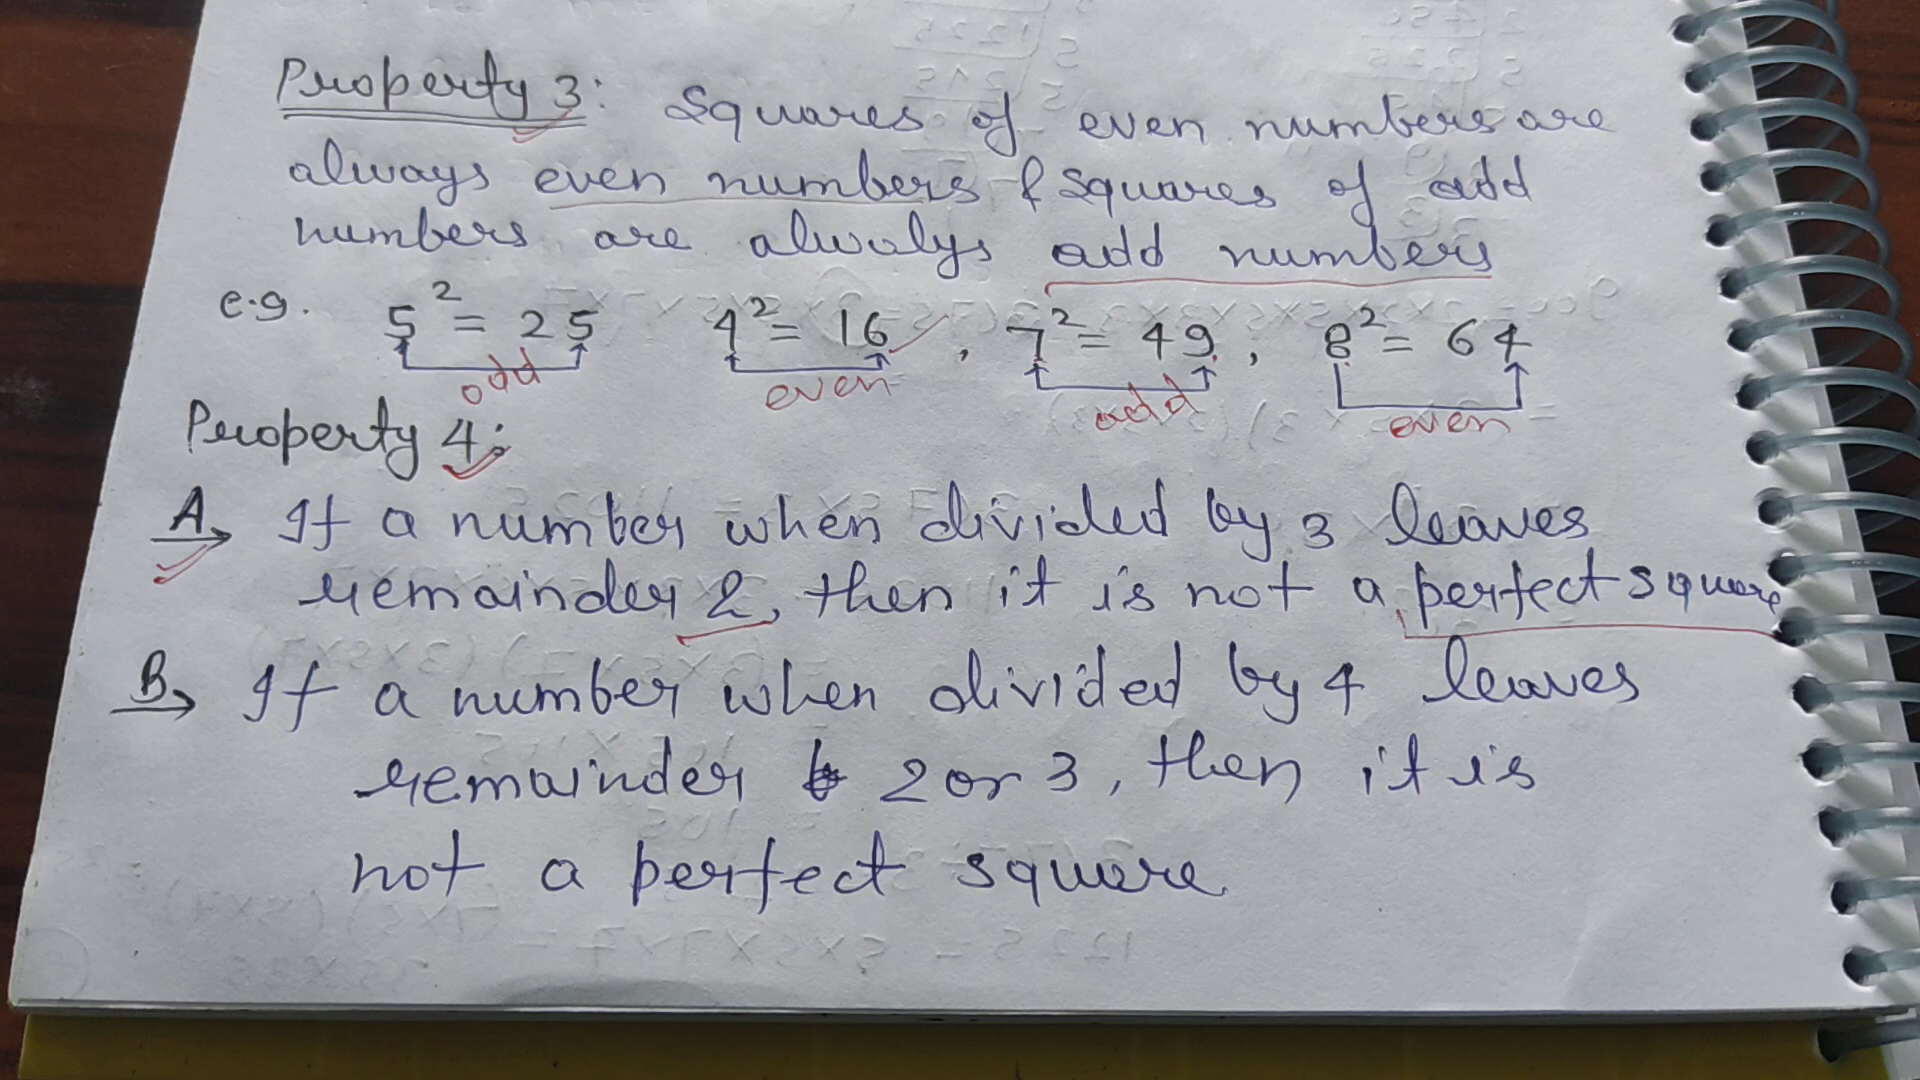 Property 3: Squares of even numbers are
always even numbers & squares of odd
numbers are alwalys odd numbers
e.g. 5² = 25 4² = 16, 7² = 49, 8² = 64
odd even odd even
Property 4:
A→ If a number when divided by 3 leaves
remainder 2, then it is not a perfect square
B→ If a number when divided by 4 leaves
remainder 2 or 3, then it is
not a perfect square